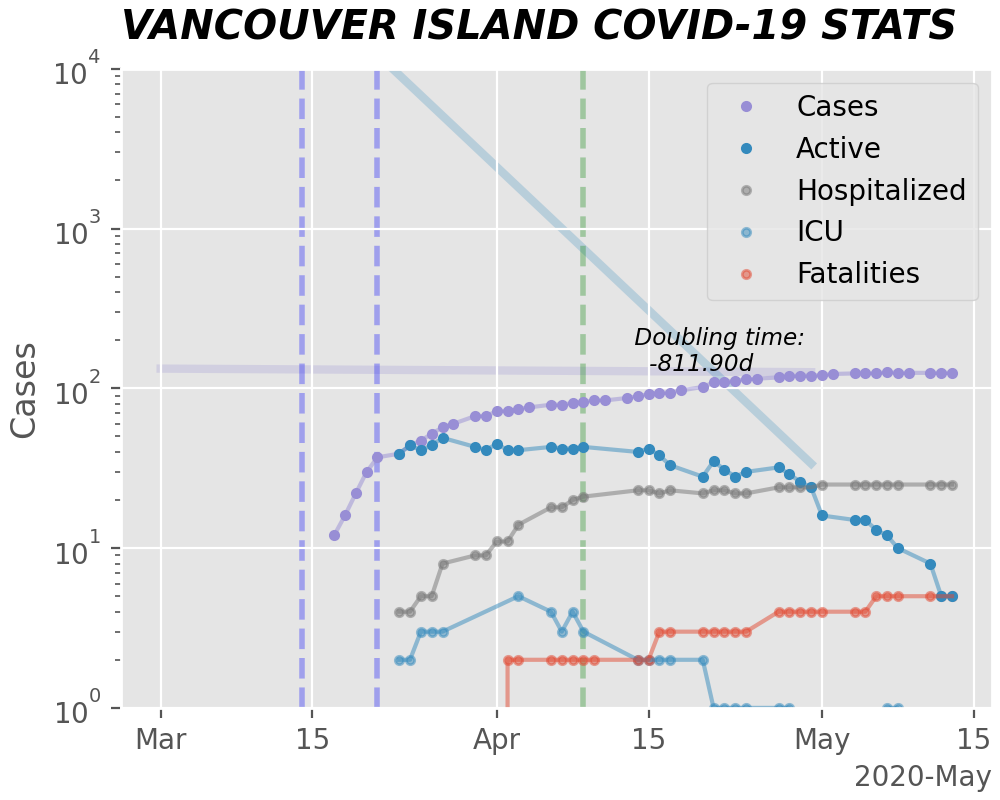 VANCOUVER ISLAND COVID-19 STATS
10^4
10^3
10^2
10^1
10^0
Cases
Cases
Active
Hospitalized
ICU
Fatalities
Doubling time:
-811.90d
Mar 15 Apr 15 May 15
2020-May